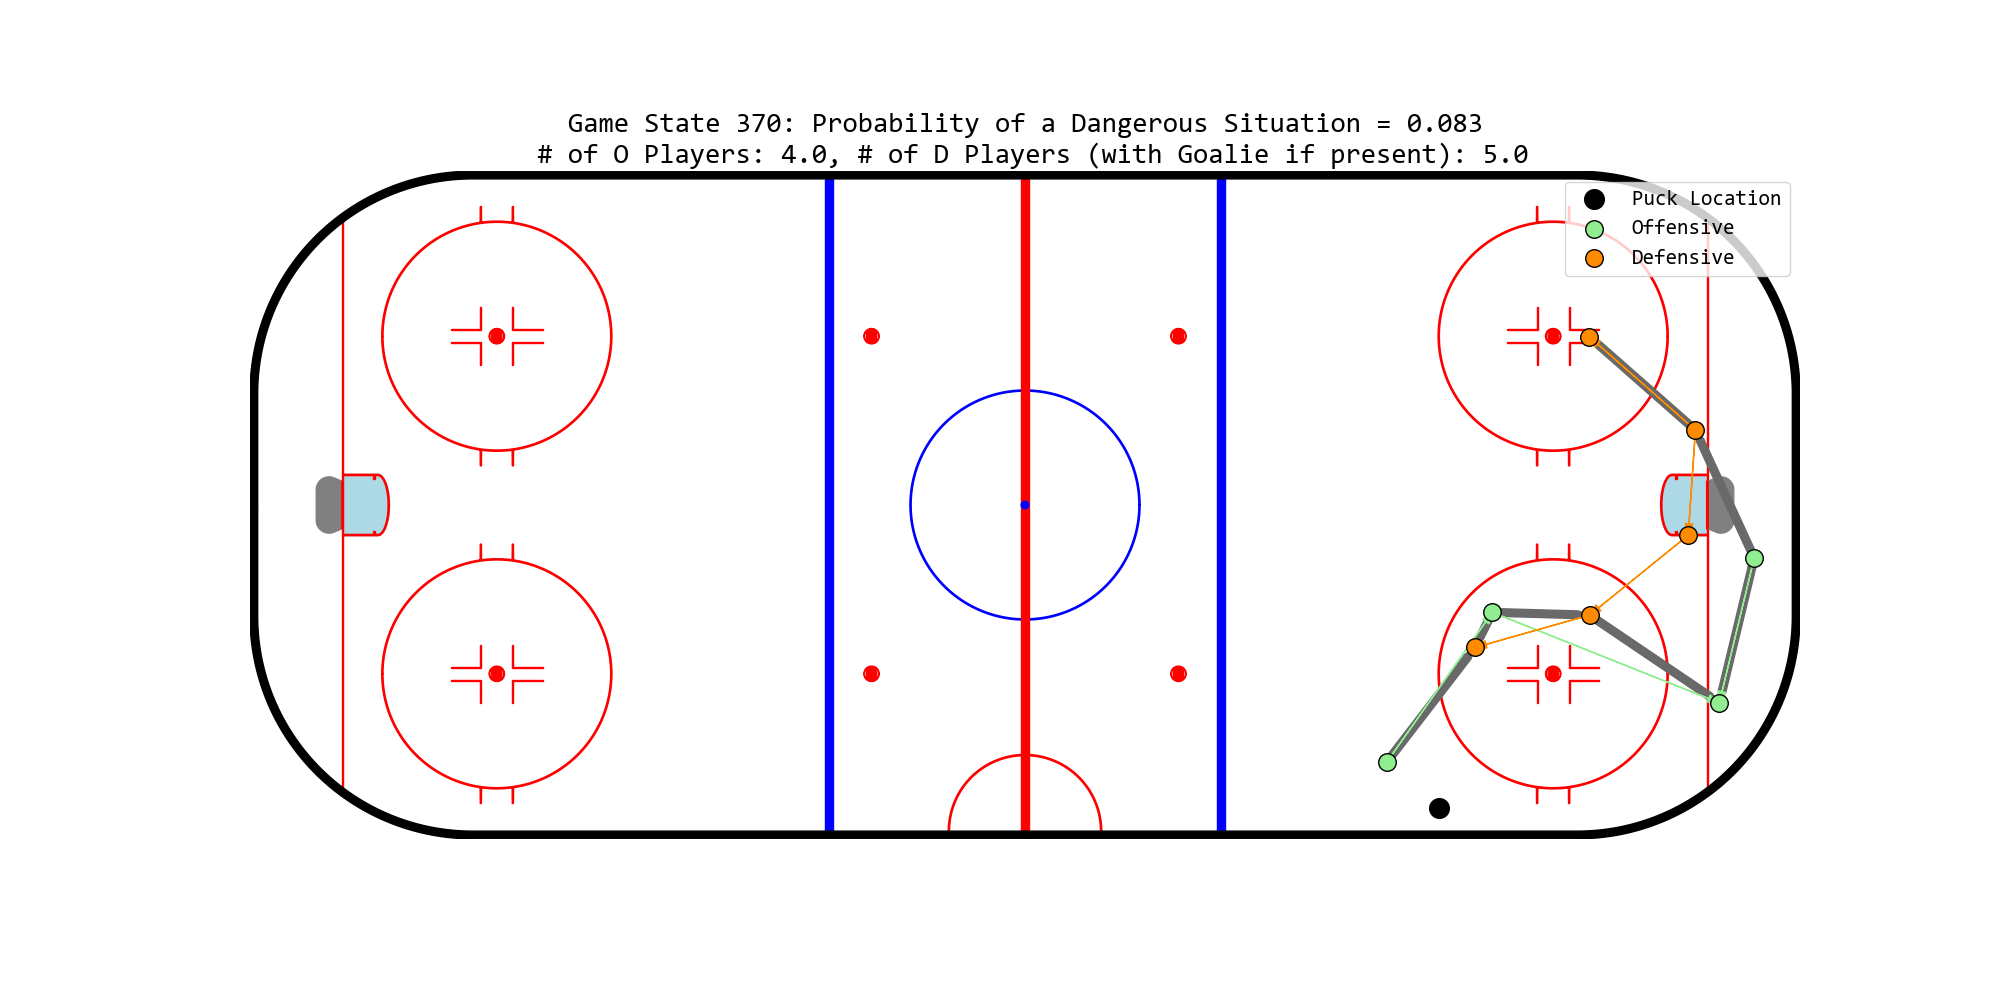 Game State 370: Probability of a Dangerous Situation = 0.083
# of O Players: 4.0, # of D Players (with Goalie if present): 5.0
Puck Location
Offensive
Defensive